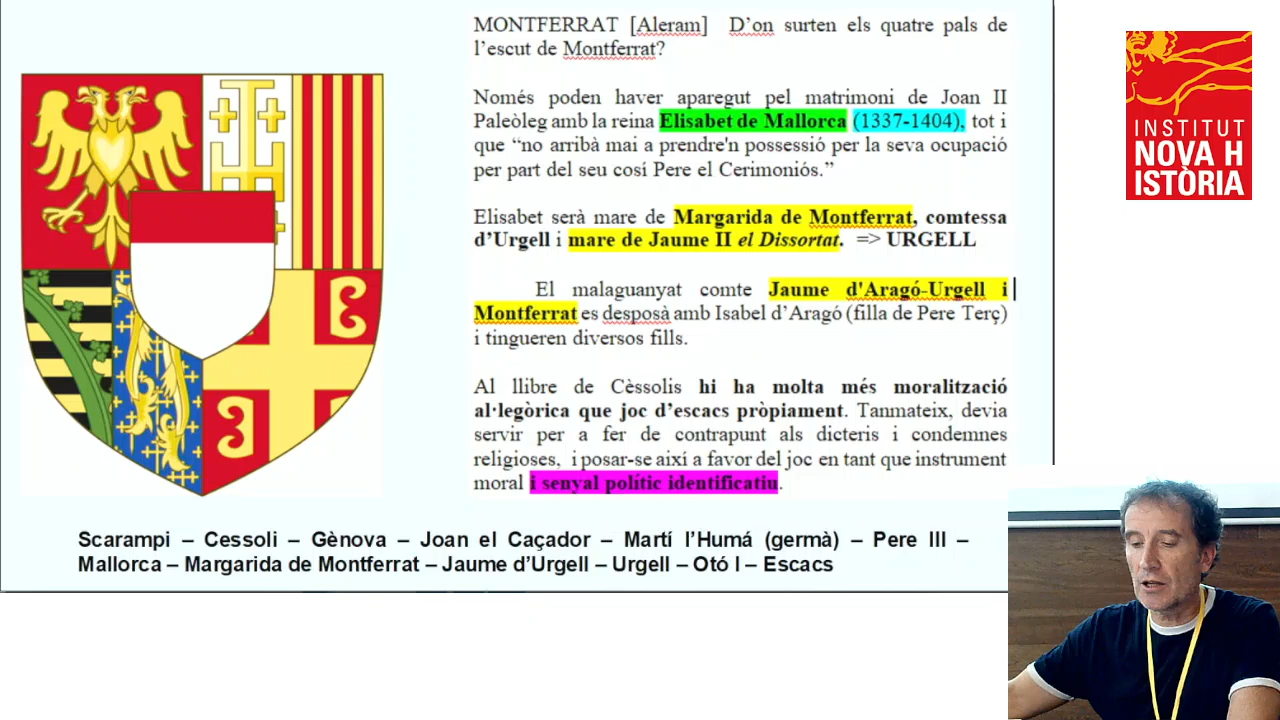 MONTFERRAT [Aleram] D’on surten els quatre pals de
l’escut de Montferrat?
Només poden haver aparegut pel matrimoni de Joan II
Paleòleg amb la reina Elisabet de Mallorca (1337-1404), tot i
que “no arribà mai a prendre'n possessió per la seva ocupació
per part del seu cosí Pere el Cerimoniós.”
Elisabet serà mare de Margarida de Montferrat, comtessa
d’Urgell i mare de Jaume II el Dissortat. => URGELL
El malaguanyat comte Jaume d'Aragó-Urgell i
Montferrat es desposà amb Isabel d’Aragó (filla de Pere Terç)
i tingueren diversos fills.
Al llibre de Cèssolis hi ha molta més moralització
al·legòrica que joc d’escacs pròpiament. Tanmateix, devia
servir per a fer de contrapunt als dicteris i condemnes
religioses, i posar-se així a favor del joc en tant que instrument
moral i senyal polític identificatiu.
Scarampi – Cessoli – Gènova – Joan el Caçador – Martí l’Humá (germà) – Pere III –
Mallorca – Margarida de Montferrat – Jaume d’Urgell – Urgell – Otó I – Escacs
INSTITUT
NOVA H
ISTÒRIA